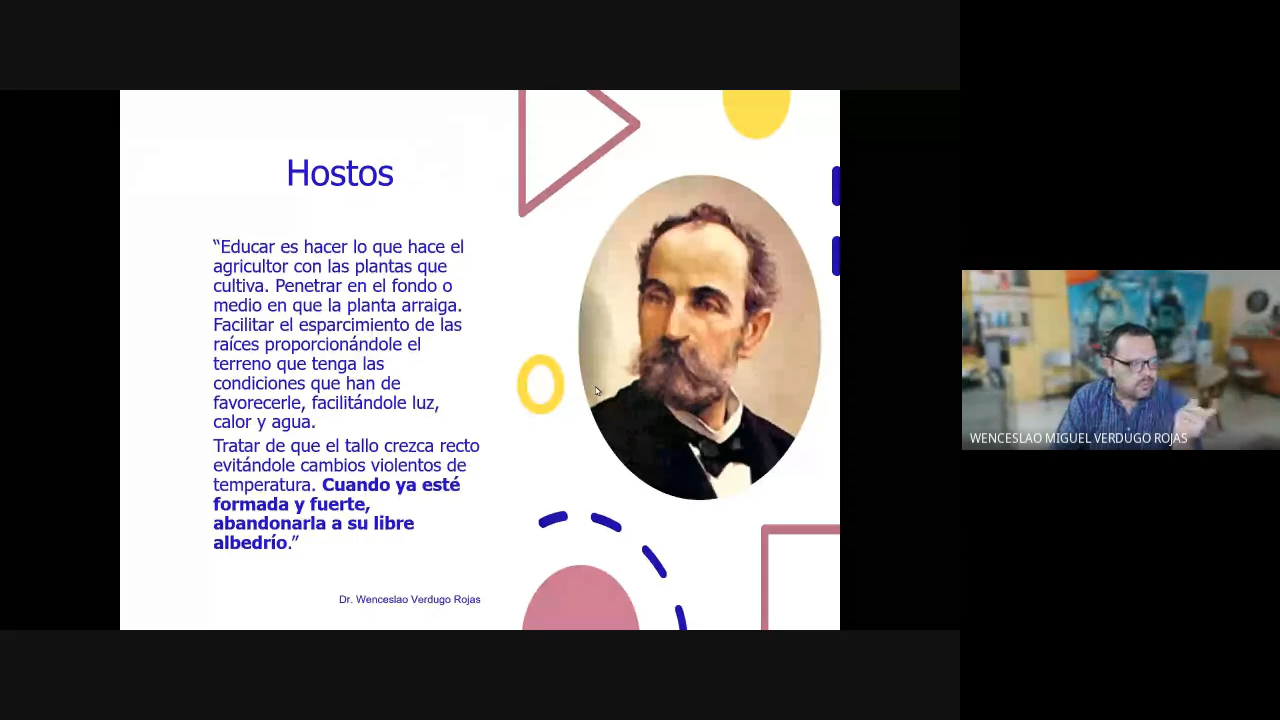 Hostos
“Educar es hacer lo que hace el
agricultor con las plantas que
cultiva. Penetrar en el fondo o
medio en que la planta arraiga.
Facilitar el esparcimiento de las
raíces proporcionándole el
terreno que tenga las
condiciones que han de
favorecerle, facilitándole luz,
calor y agua.
Tratar de que el tallo crezca recto
evitándole cambios violentos de
temperatura. Cuando ya esté
formada y fuerte,
abandonarla a su libre
albedrío.”
Dr. Wenceslao Verdugo Rojas
WENCESLAO MIGUEL VERDUGO ROJAS